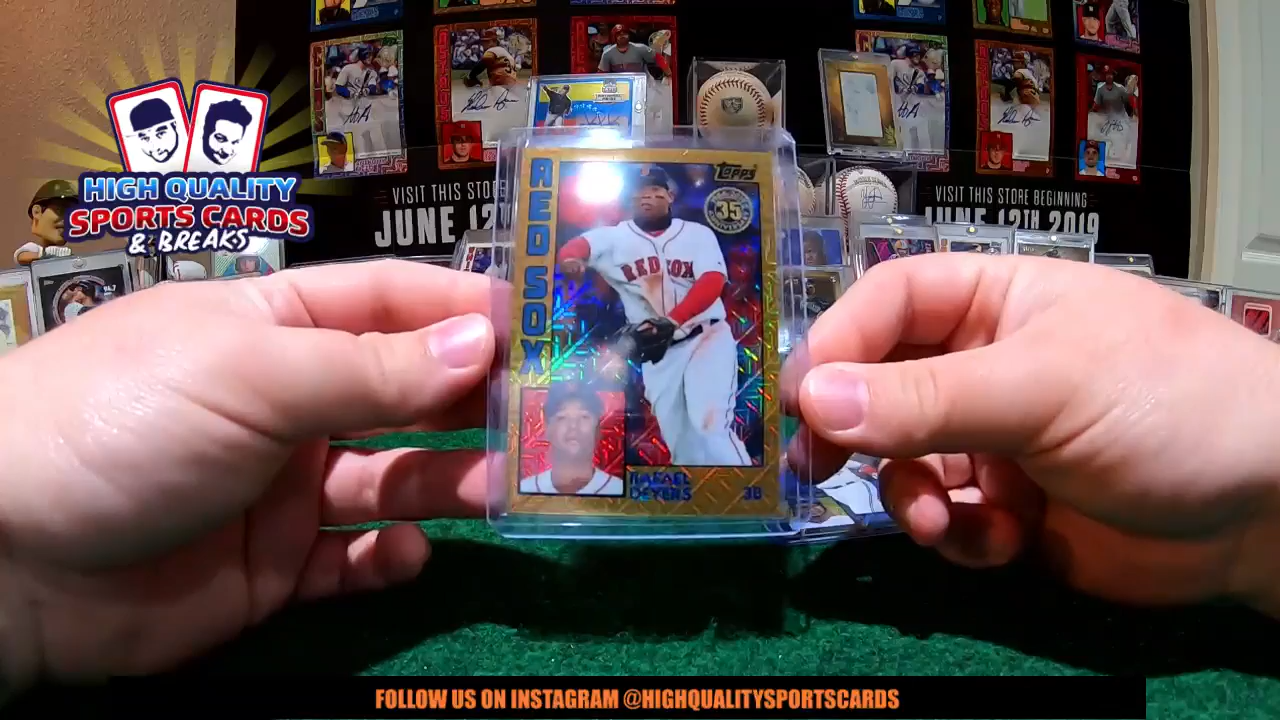 HIGH QUALITY
SPORTS CARDS
& BREAKS
VISIT THIS STORE
JUNE 12
VISIT THIS STORE BEGINNING
JUNE 12TH 2019
RED SOX
Topps
35
RED SOX
RAFAEL
DEVERS
3B
FOLLOW US ON INSTAGRAM @HIGHQUALITYSPORTSCARDS